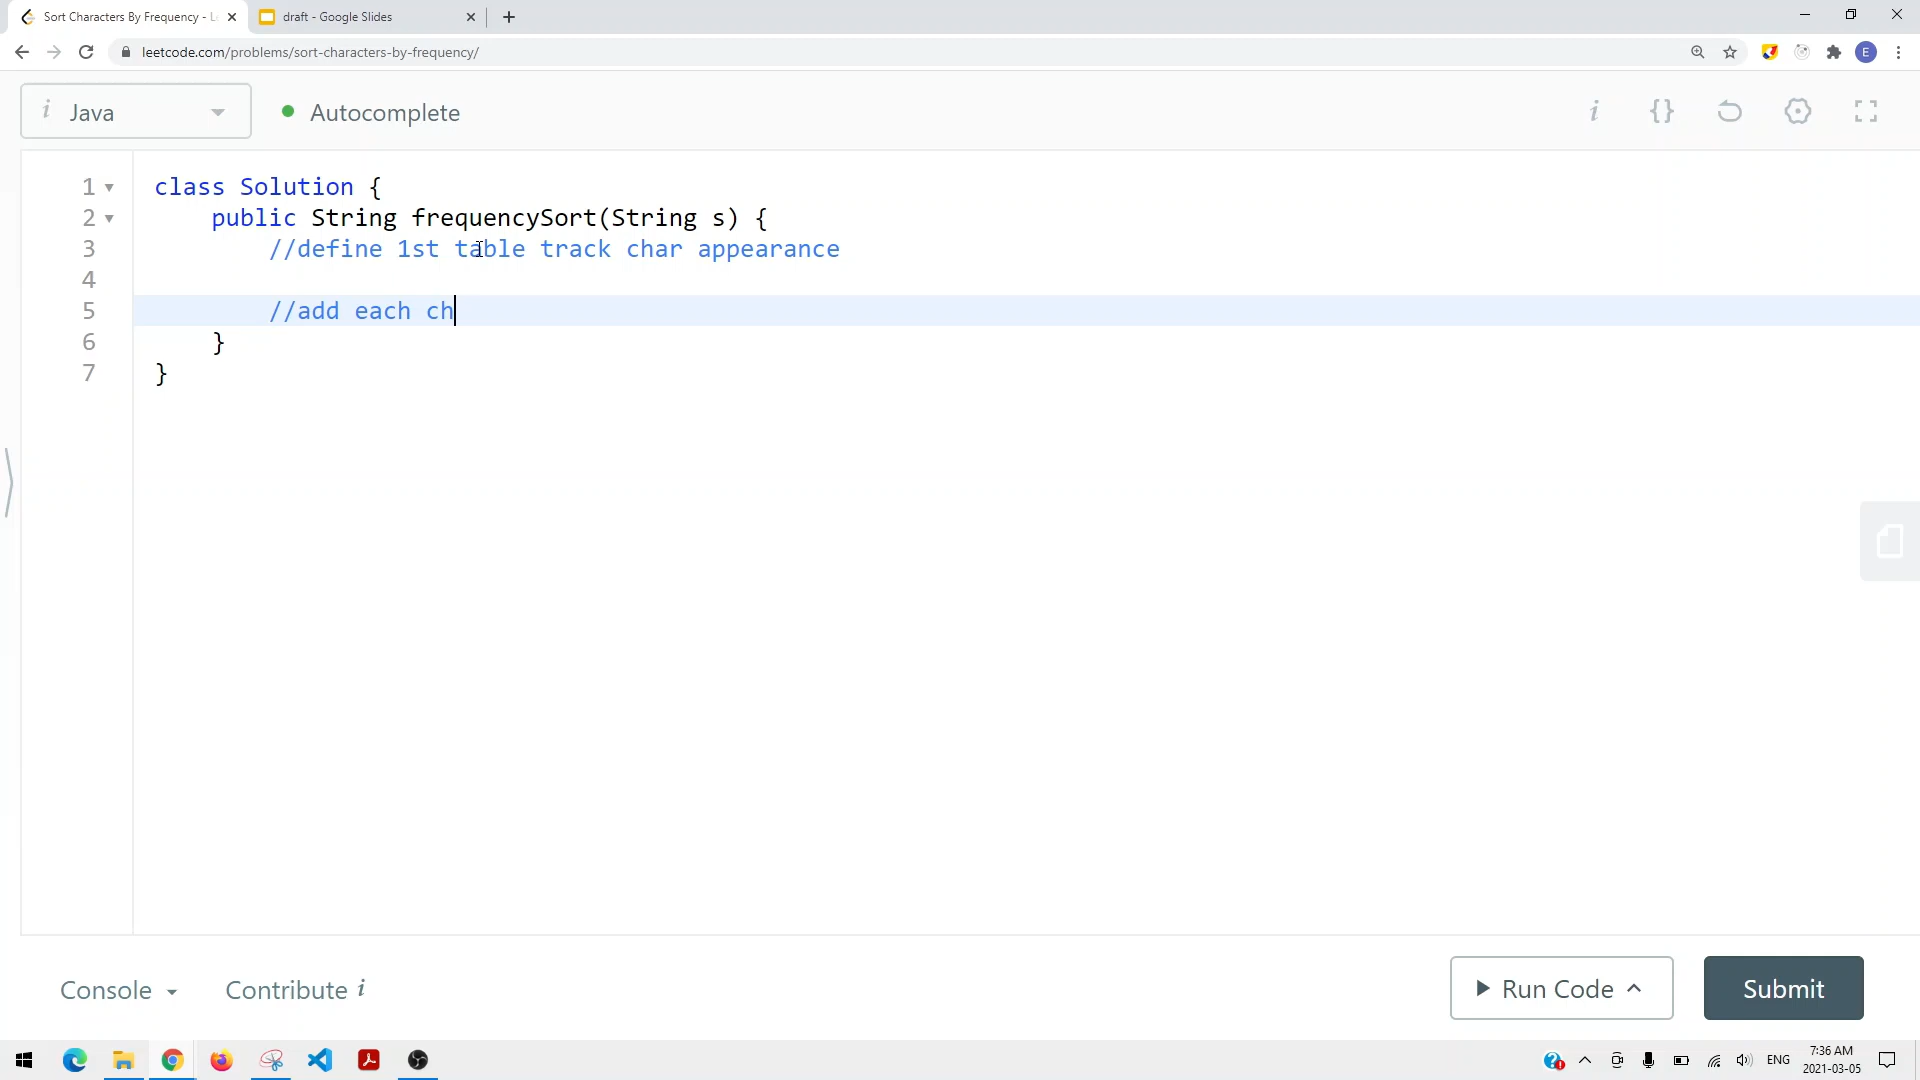 Sort Characters By Frequency - L
draft - Google Slides
leetcode.com/problems/sort-characters-by-frequency/
E
i Java
Autocomplete
i {}
1 class Solution {
2 public String frequencySort(String s) {
3 //define 1st table track char appearance
4
5 //add each ch
6 }
7 }
Console
Contribute i
Run Code
Submit
ENG
7:36 AM
2021-03-05